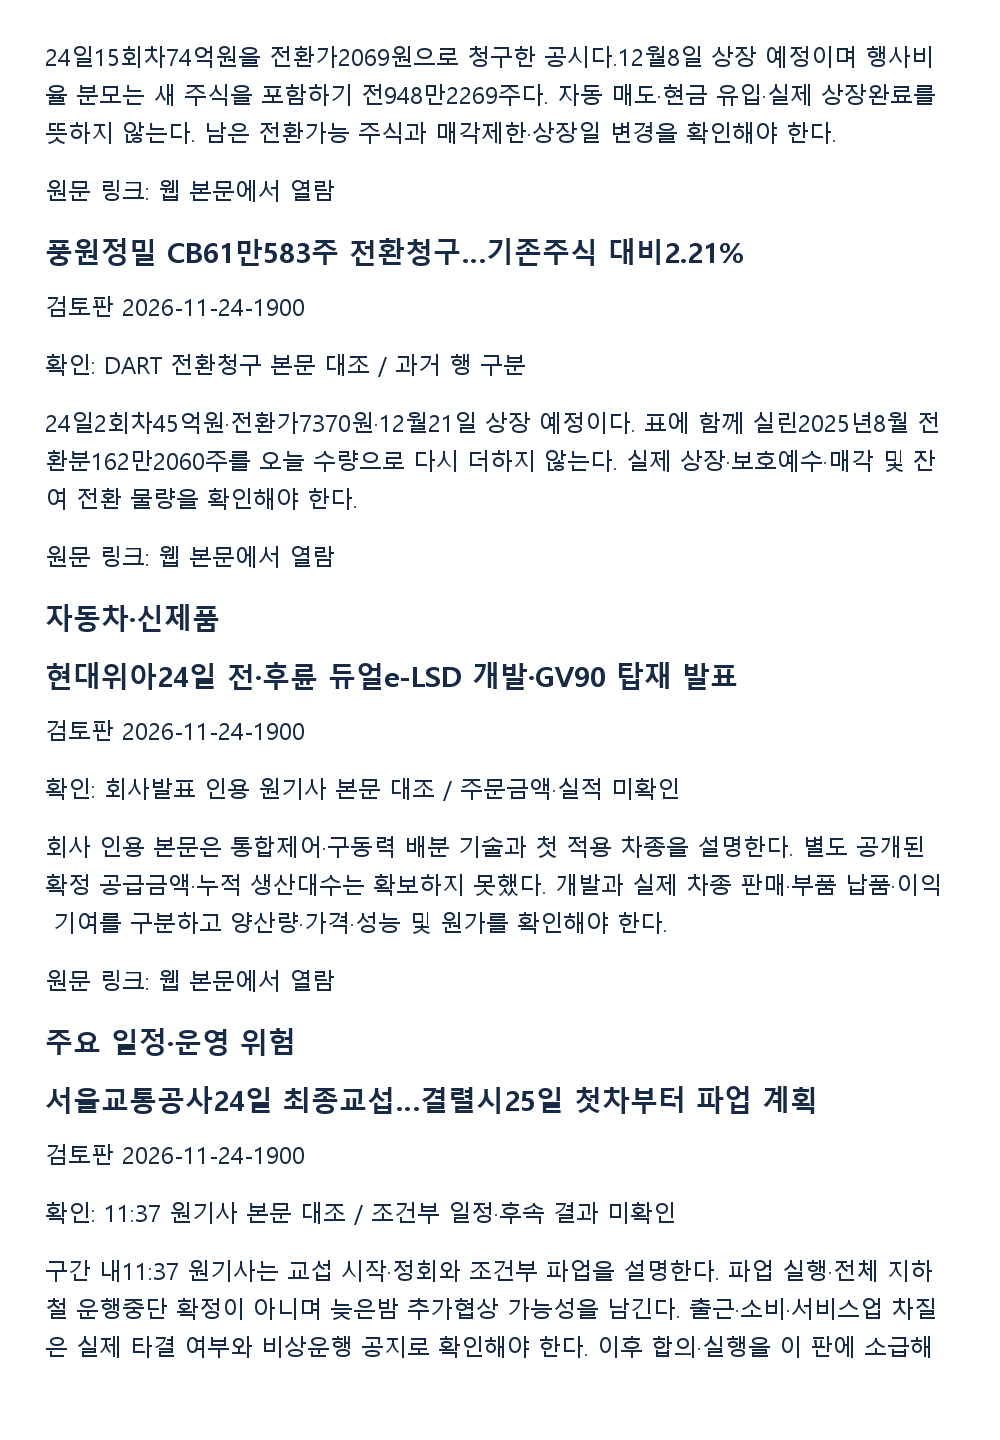 24일15회차74억원을 전환가2069원으로 청구한 공시다.12월8일 상장 예정이며 행사비
율 분모는 새 주식을 포함하기 전948만2269주다. 자동 매도·현금 유입·실제 상장완료를
뜻하지 않는다. 남은 전환가능 주식과 매각제한·상장일 변경을 확인해야 한다.
원문 링크: 웹 본문에서 열람
풍원정밀 CB61만583주 전환청구…기존주식 대비2.21%
검토판 2026-11-24-1900
확인: DART 전환청구 본문 대조 / 과거 행 구분
24일2회차45억원·전환가7370원·12월21일 상장 예정이다. 표에 함께 실린2025년8월 전
환분162만2060주를 오늘 수량으로 다시 더하지 않는다. 실제 상장·보호예수·매각 및 잔
여 전환 물량을 확인해야 한다.
원문 링크: 웹 본문에서 열람
자동차·신제품
현대위아24일 전·후륜 듀얼e-LSD 개발·GV90 탑재 발표
검토판 2026-11-24-1900
확인: 회사발표 인용 원기사 본문 대조 / 주문금액·실적 미확인
회사 인용 본문은 통합제어·구동력 배분 기술과 첫 적용 차종을 설명한다. 별도 공개된
확정 공급금액·누적 생산대수는 확보하지 못했다. 개발과 실제 차종 판매·부품 납품·이익
기여를 구분하고 양산량·가격·성능 및 원가를 확인해야 한다.
원문 링크: 웹 본문에서 열람
주요 일정·운영 위험
서울교통공사24일 최종교섭…결렬시25일 첫차부터 파업 계획
검토판 2026-11-24-1900
확인: 11:37 원기사 본문 대조 / 조건부 일정·후속 결과 미확인
구간 내11:37 원기사는 교섭 시작·정회와 조건부 파업을 설명한다. 파업 실행·전체 지하
철 운행중단 확정이 아니며 늦은밤 추가협상 가능성을 남긴다. 출근·소비·서비스업 차질
은 실제 타결 여부와 비상운행 공지로 확인해야 한다. 이후 합의·실행을 이 판에 소급해